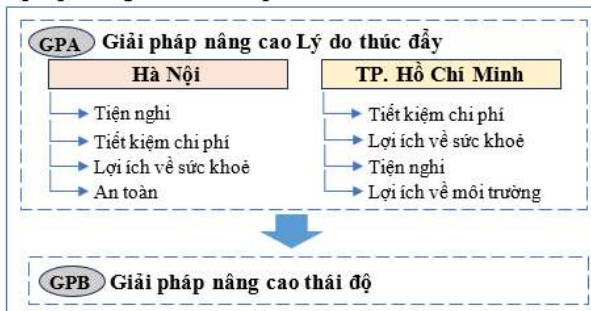 GPA Giải pháp nâng cao Lý do thúc đẩy
Hà Nội
Tiện nghi
Tiết kiệm chi phí
Lợi ích về sức khoẻ
An toàn
TP. Hồ Chí Minh
Tiết kiệm chi phí
Lợi ích về sức khoẻ
Tiện nghi
Lợi ích về môi trường
GPB Giải pháp nâng cao thái độ